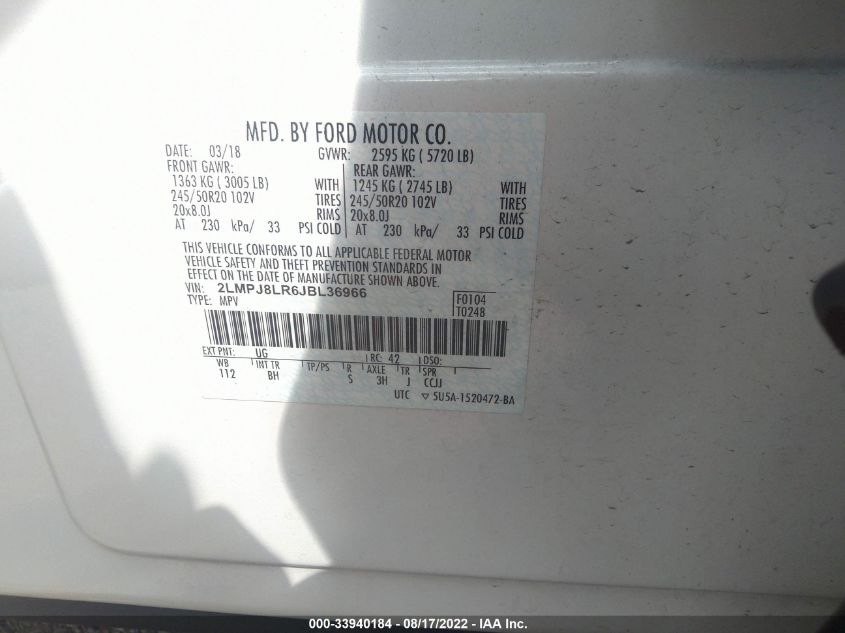 MFD. BY FORD MOTOR CO.
DATE: 03/18 GVWR: 2595 KG ( 5720 LB)
FRONT GAWR: REAR GAWR:
1363 KG ( 3005 LB) WITH 1245 KG ( 2745 LB) WITH
245/50R20 102V TIRES 245/50R20 102V TIRES
20x8.0J RIMS 20x8.0J RIMS
AT 230 kPa/ 33 PSI COLD AT 230 kPa/ 33 PSI COLD
THIS VEHICLE CONFORMS TO ALL APPLICABLE FEDERAL MOTOR
VEHICLE SAFETY AND THEFT PREVENTION STANDARDS IN
EFFECT ON THE DATE OF MANUFACTURE SHOWN ABOVE.
VIN: 2LMPJ8LR6JBL36966 F0104
TYPE: MPV T0248
EXT PNT: UG RC: 42 DSO:
WB INT TR TP/PS R AXLE TR SPR
112 BH S 3H J CCJJ
UTC ▽ 5U5A-1520472-BA
000-33940184 - 08/17/2022 - IAA Inc.